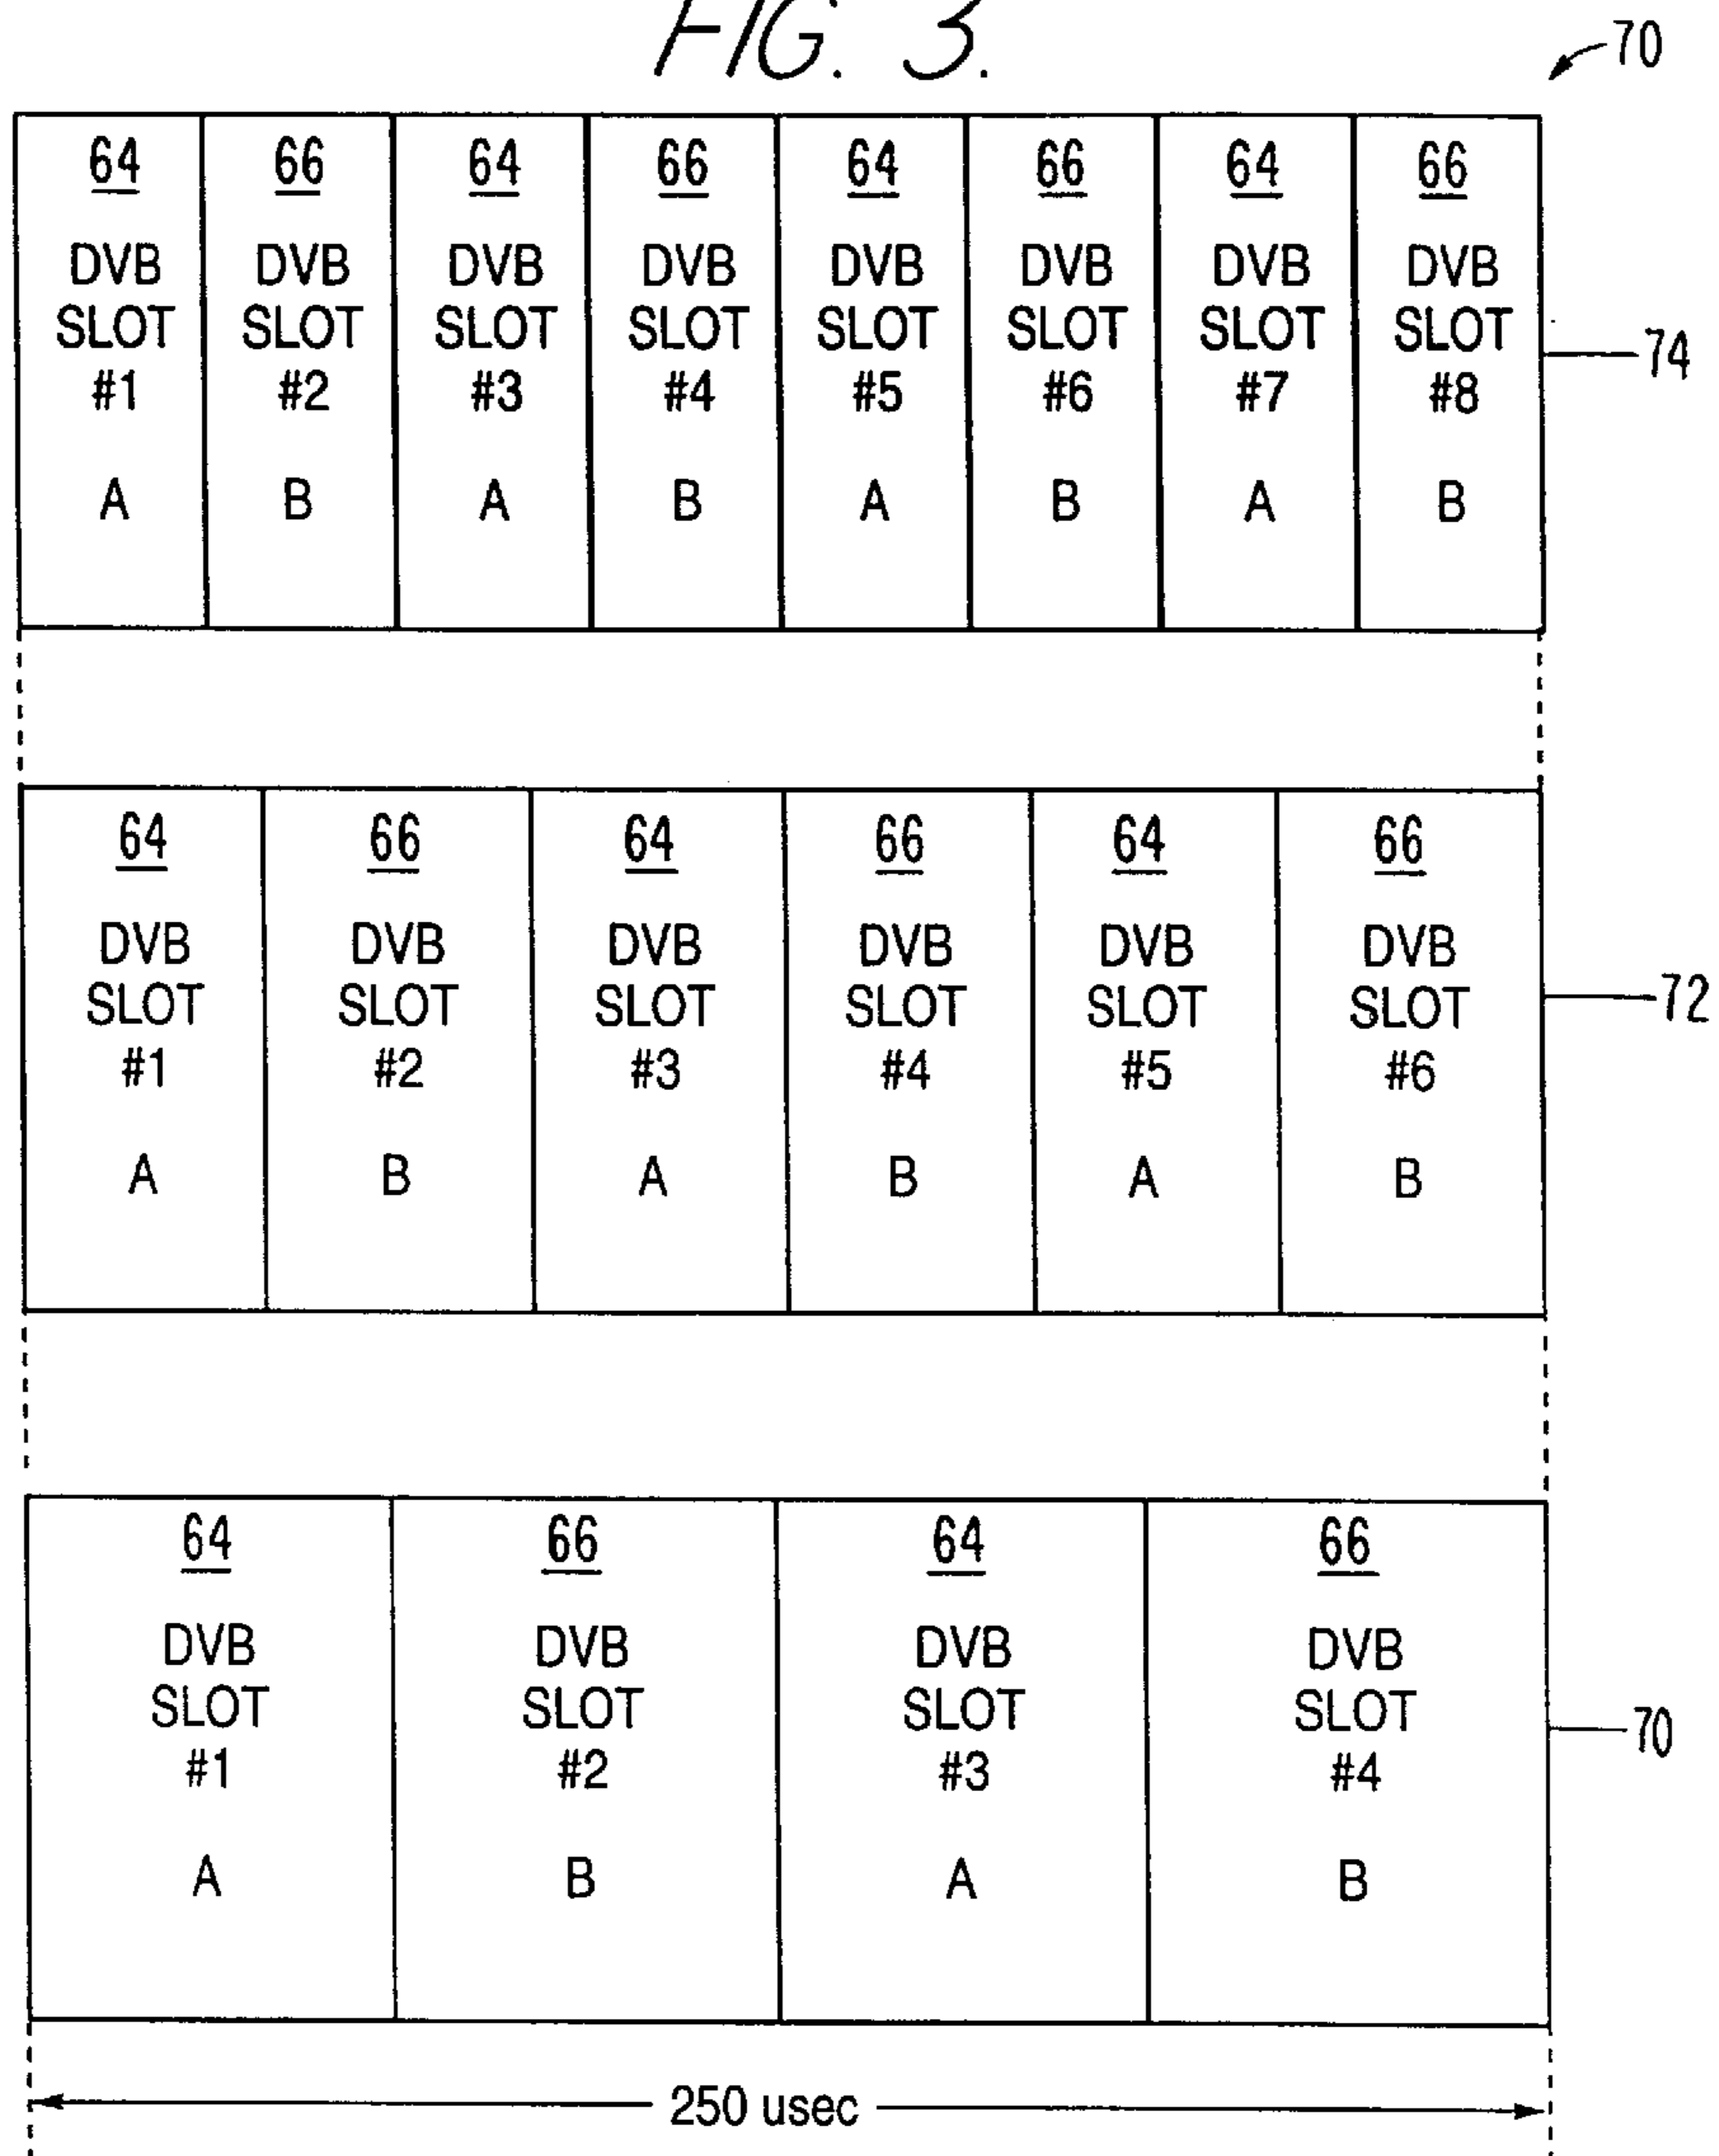 FIG. 3.
70
64 66 64 66 64 66 64 66
DVB DVB DVB DVB DVB DVB DVB DVB
SLOT SLOT SLOT SLOT SLOT SLOT SLOT SLOT
#1 #2 #3 #4 #5 #6 #7 #8
74
A B A B A B A B
64 66 64 66 64 66
DVB DVB DVB DVB DVB DVB
SLOT SLOT SLOT SLOT SLOT SLOT
72
#1 #2 #3 #4 #5 #6
A B A B A B
64 66 64 66
DVB DVB DVB DVB
SLOT SLOT SLOT SLOT
70
#1 #2 #3 #4
A B A B
250 usec